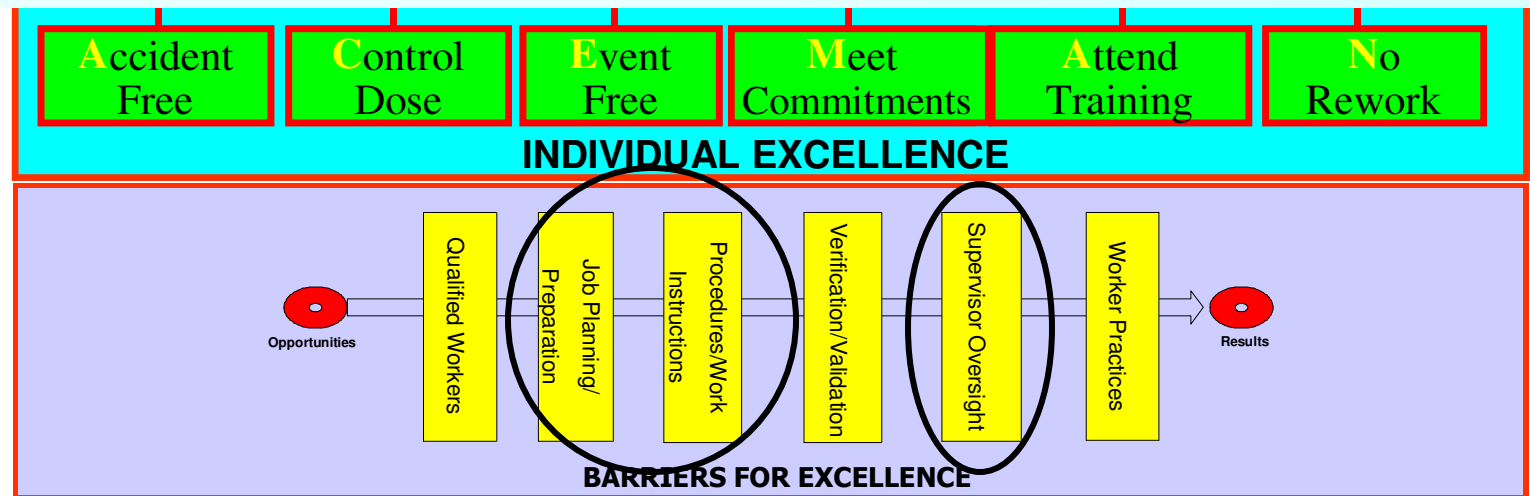 Accident
Free
Control
Dose
Event
Free
Meet
Commitments
Attend
Training
No
Rework
INDIVIDUAL EXCELLENCE
Opportunities
Qualified Workers
Job Planning/
Preparation
Procedures/Work
Instructions
Verification/Validation
Supervisor Oversight
Worker Practices
Results
BARRIERS FOR EXCELLENCE